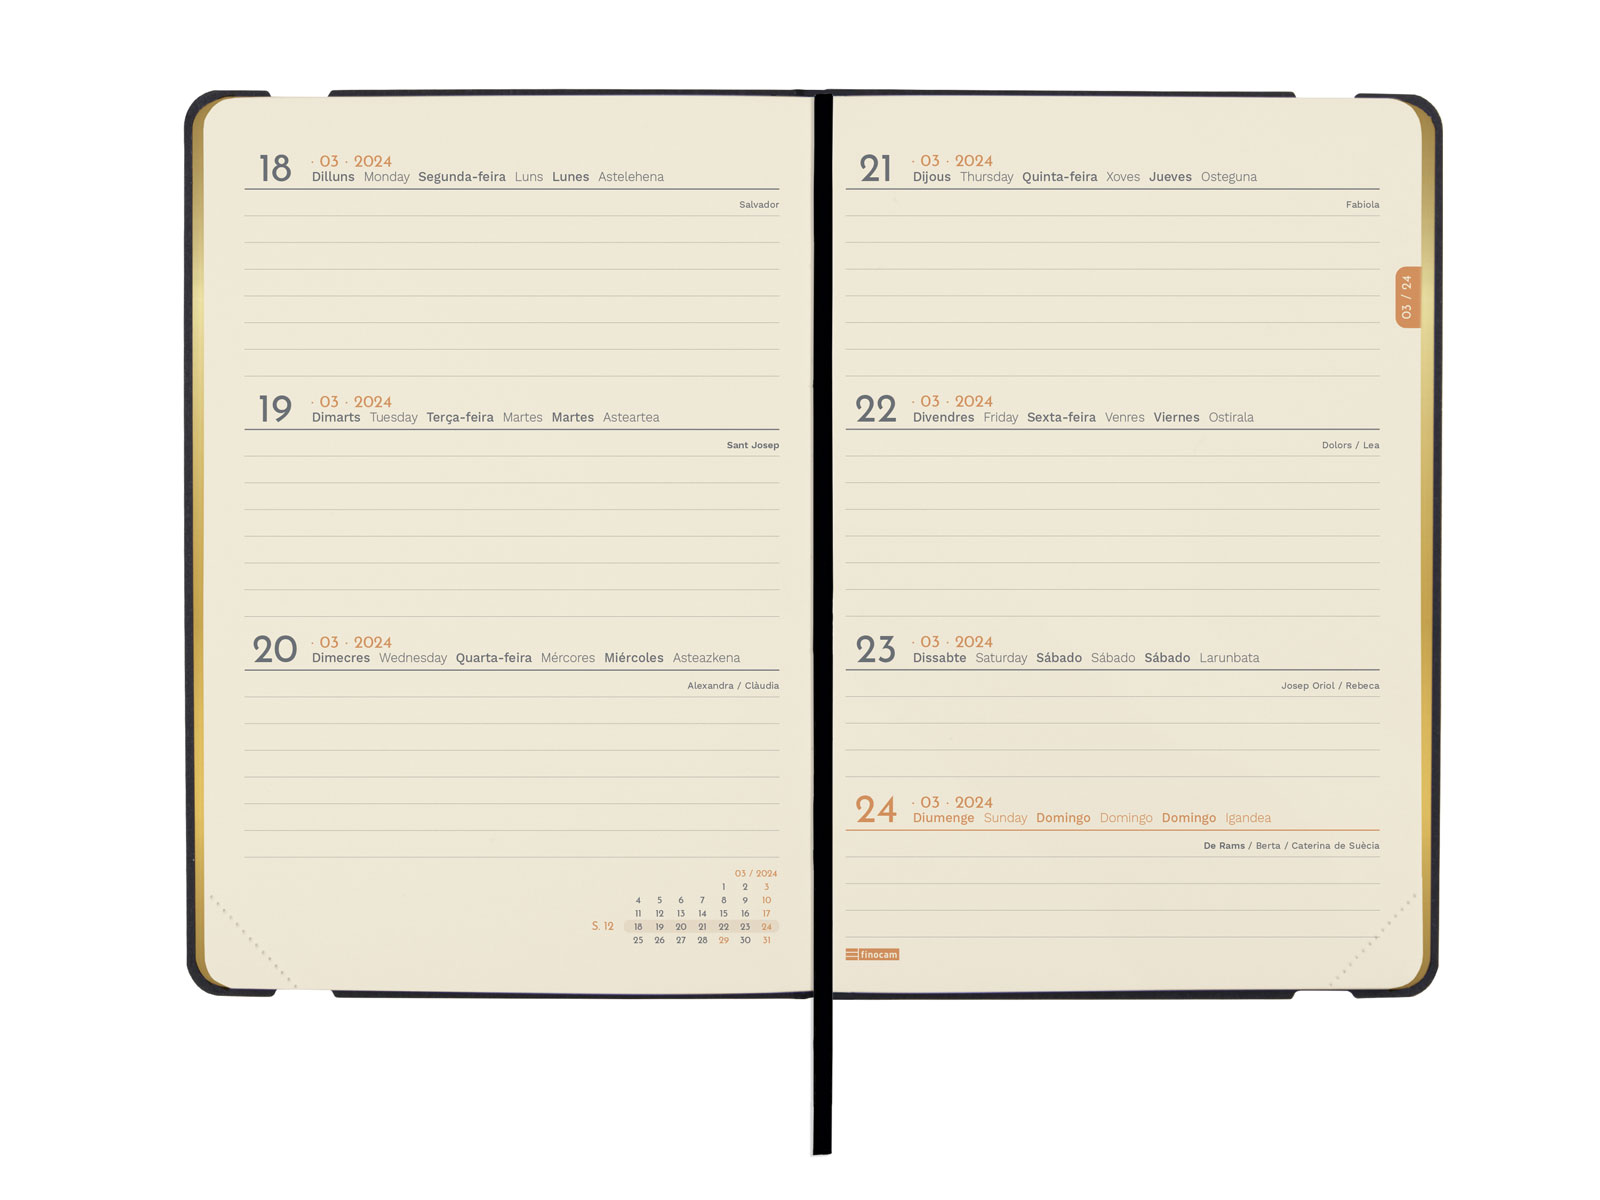 18 · 03 · 2024
Dilluns Monday Segunda-feira Luns Lunes Astelehena
Salvador
19 · 03 · 2024
Dimarts Tuesday Terça-feira Martes Martes Asteartea
Sant Josep
20 · 03 · 2024
Dimecres Wednesday Quarta-feira Mércores Miércoles Asteazkena
Alexandra / Clàudia
03 / 2024
1 2 3
4 5 6 7 8 9 10
11 12 13 14 15 16 17
S. 12 18 19 20 21 22 23 24
25 26 27 28 29 30 31
21 · 03 · 2024
Dijous Thursday Quinta-feira Xoves Jueves Osteguna
Fabiola
03 / 24
22 · 03 · 2024
Divendres Friday Sexta-feira Venres Viernes Ostirala
Dolors / Lea
23 · 03 · 2024
Dissabte Saturday Sábado Sábado Sábado Larunbata
Josep Oriol / Rebeca
24 · 03 · 2024
Diumenge Sunday Domingo Domingo Domingo Igandea
De Rams / Berta / Caterina de Suècia
finocam